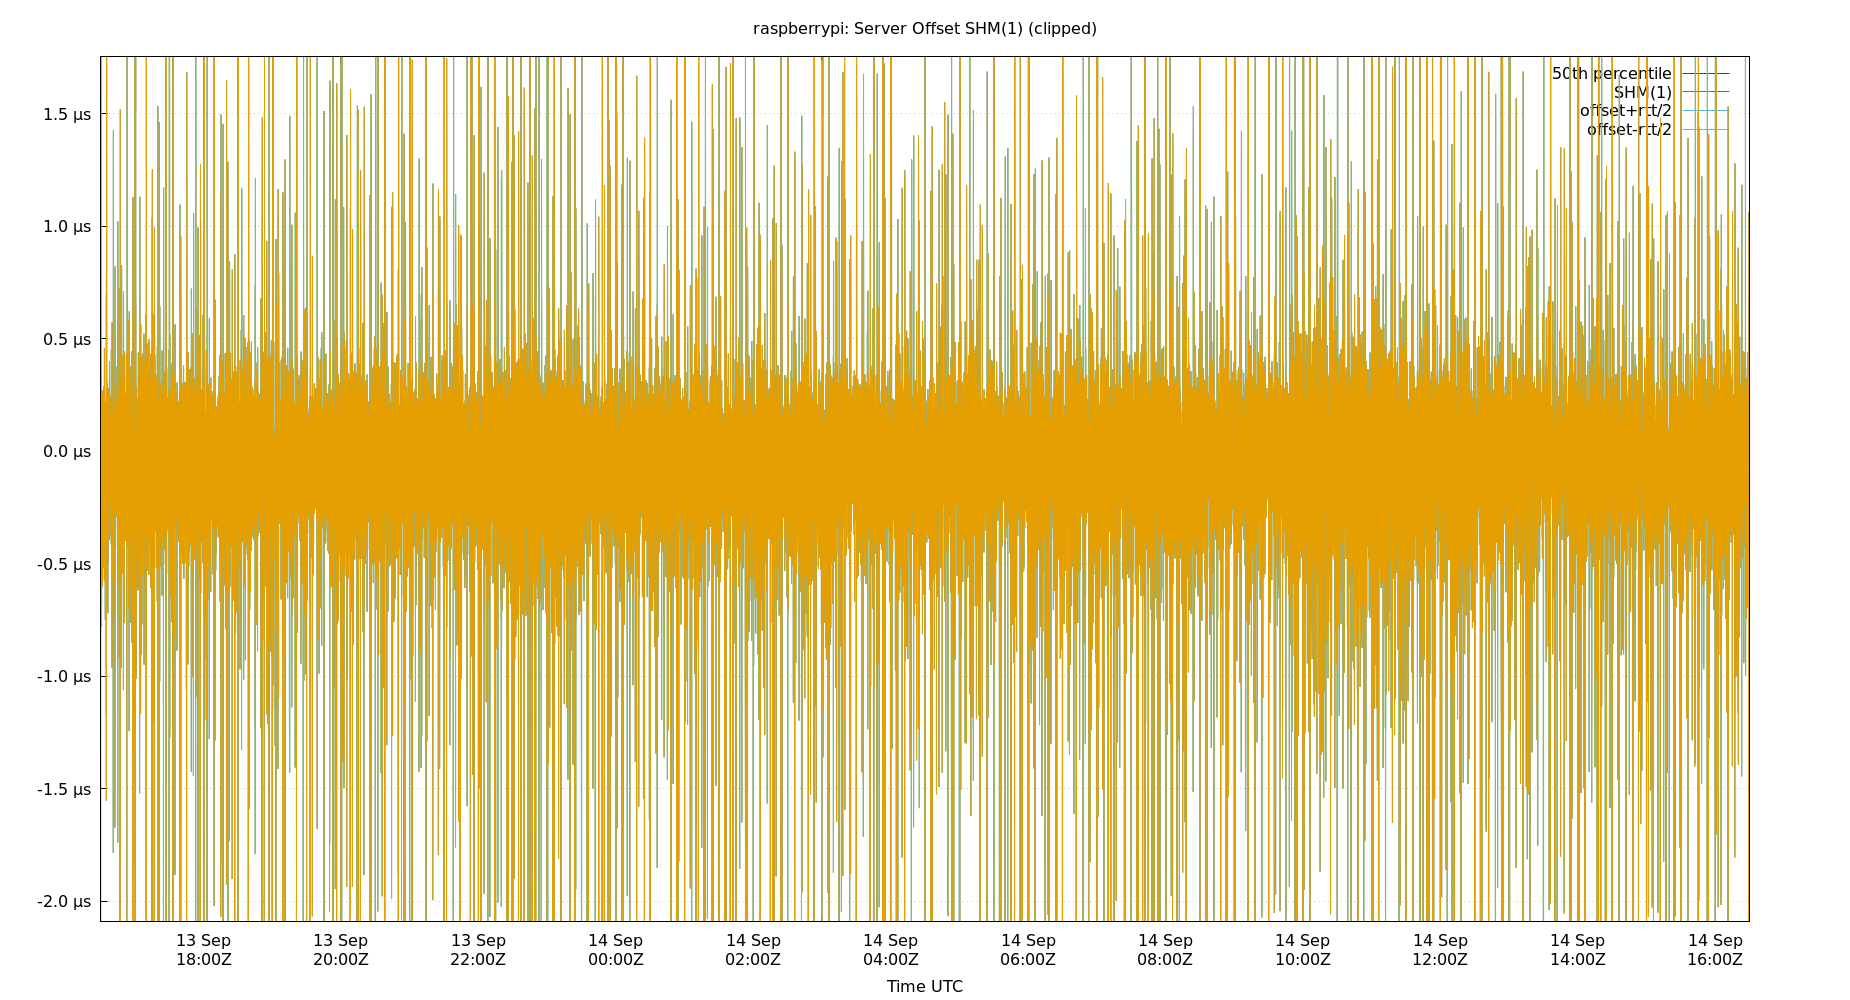 raspberrypi: Server Offset SHM(1) (clipped)
50th percentile
SHM(1)
offset+rtt/2
offset-rtt/2
1.5 µs
1.0 µs
0.5 µs
0.0 µs
-0.5 µs
-1.0 µs
-1.5 µs
-2.0 µs
13 Sep 13 Sep 13 Sep 14 Sep 14 Sep 14 Sep 14 Sep 14 Sep 14 Sep 14 Sep 14 Sep 14 Sep
18:00Z 20:00Z 22:00Z 00:00Z 02:00Z 04:00Z 06:00Z 08:00Z 10:00Z 12:00Z 14:00Z 16:00Z
Time UTC